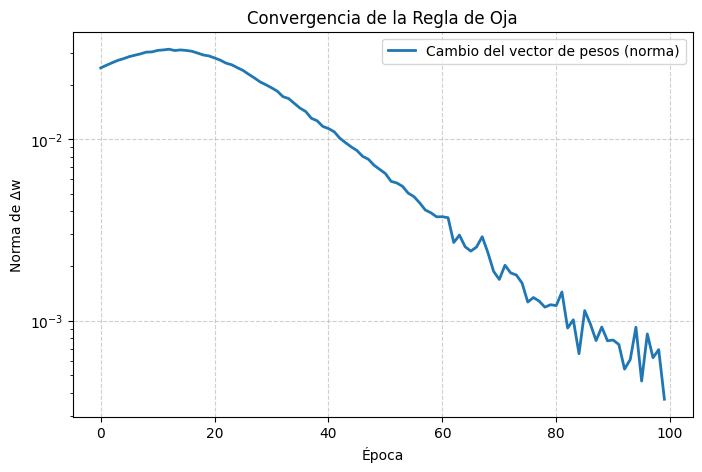 Convergencia de la Regla de Oja
Cambio del vector de pesos (norma)
Norma de Δw
10⁻²
10⁻³
0 20 40 60 80 100
Época